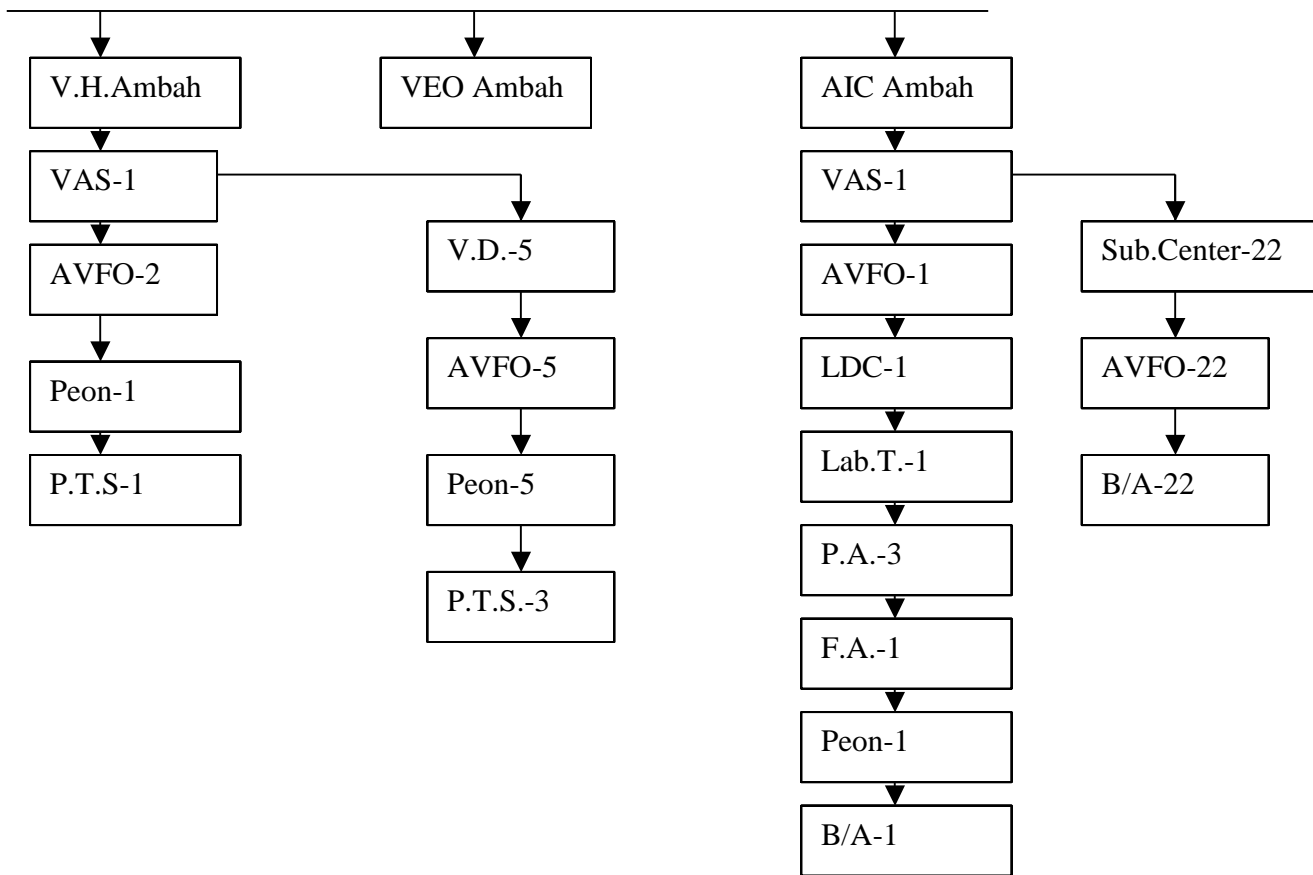 V.H.Ambah
VEO Ambah
AIC Ambah
VAS-1
VAS-1
AVFO-2
V.D.-5
AVFO-1
Sub.Center-22
Peon-1
AVFO-5
LDC-1
AVFO-22
P.T.S-1
Peon-5
Lab.T.-1
B/A-22
P.T.S.-3
P.A.-3
F.A.-1
Peon-1
B/A-1